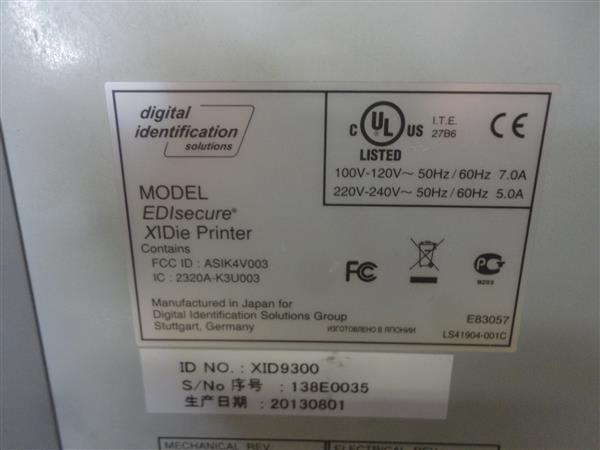 digital
identification
solutions
C UL US
LISTED
I.T.E.
27B6
CE
100V-120V～ 50Hz/60Hz 7.0A
220V-240V～ 50Hz/60Hz 5.0A
MODEL
EDIsecure®
XIDie Printer
Contains
FCC ID : ASIK4V003
IC : 2320A-K3U003
FC
PG
B293
Manufactured in Japan for
Digital Identification Solutions Group
Stuttgart, Germany
ИЗГОТОВЛЕНО В ЯПОНИИ
E83057
LS41904-001C
ID NO. : XID9300
S/No 序号 : 138E0035
生产日期 : 20130801
MECHANICAL REV.
ELECTRICAL REV.